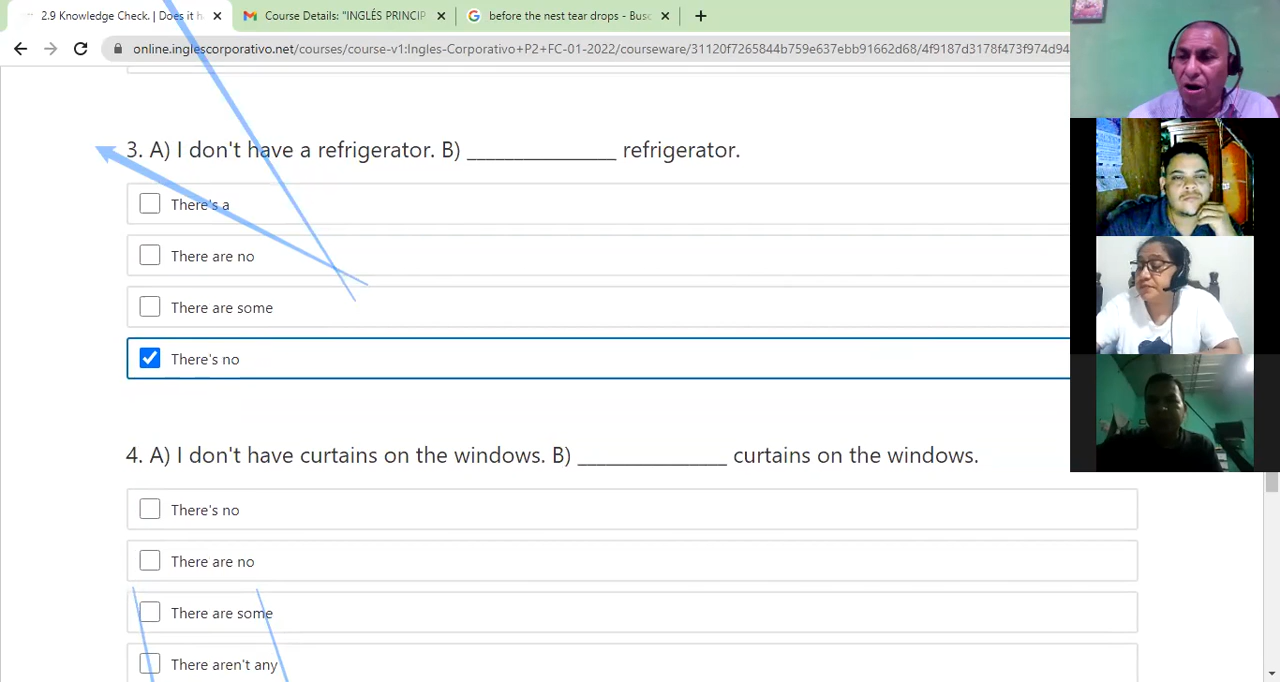 2.9 Knowledge Check. | Does it h
Course Details: "INGLÉS PRINCIP
before the nest tear drops - Busc
online.inglescorporativo.net/courses/course-v1:Ingles-Corporativo+P2+FC-01-2022/courseware/31120f7265844b759e637ebb91662d68/4f9187d3178f473f974d94
3. A) I don't have a refrigerator. B) ______________ refrigerator.
There's a
There are no
There are some
There's no
4. A) I don't have curtains on the windows. B) ______________ curtains on the windows.
There's no
There are no
There are some
There aren't any